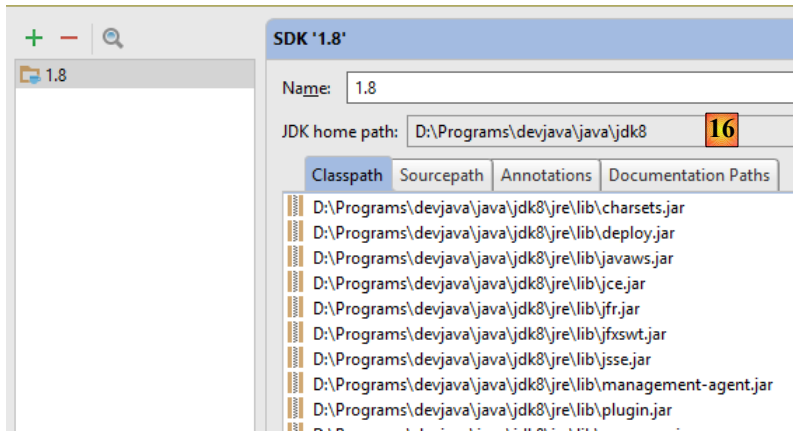 SDK '1.8'
1.8
Name: 1.8
JDK home path: D:\Programs\devjava\java\jdk8 16
Classpath Sourcepath Annotations Documentation Paths
D:\Programs\devjava\java\jdk8\jre\lib\charsets.jar
D:\Programs\devjava\java\jdk8\jre\lib\deploy.jar
D:\Programs\devjava\java\jdk8\jre\lib\javaws.jar
D:\Programs\devjava\java\jdk8\jre\lib\jce.jar
D:\Programs\devjava\java\jdk8\jre\lib\jfr.jar
D:\Programs\devjava\java\jdk8\jre\lib\jfxswt.jar
D:\Programs\devjava\java\jdk8\jre\lib\jsse.jar
D:\Programs\devjava\java\jdk8\jre\lib\management-agent.jar
D:\Programs\devjava\java\jdk8\jre\lib\plugin.jar